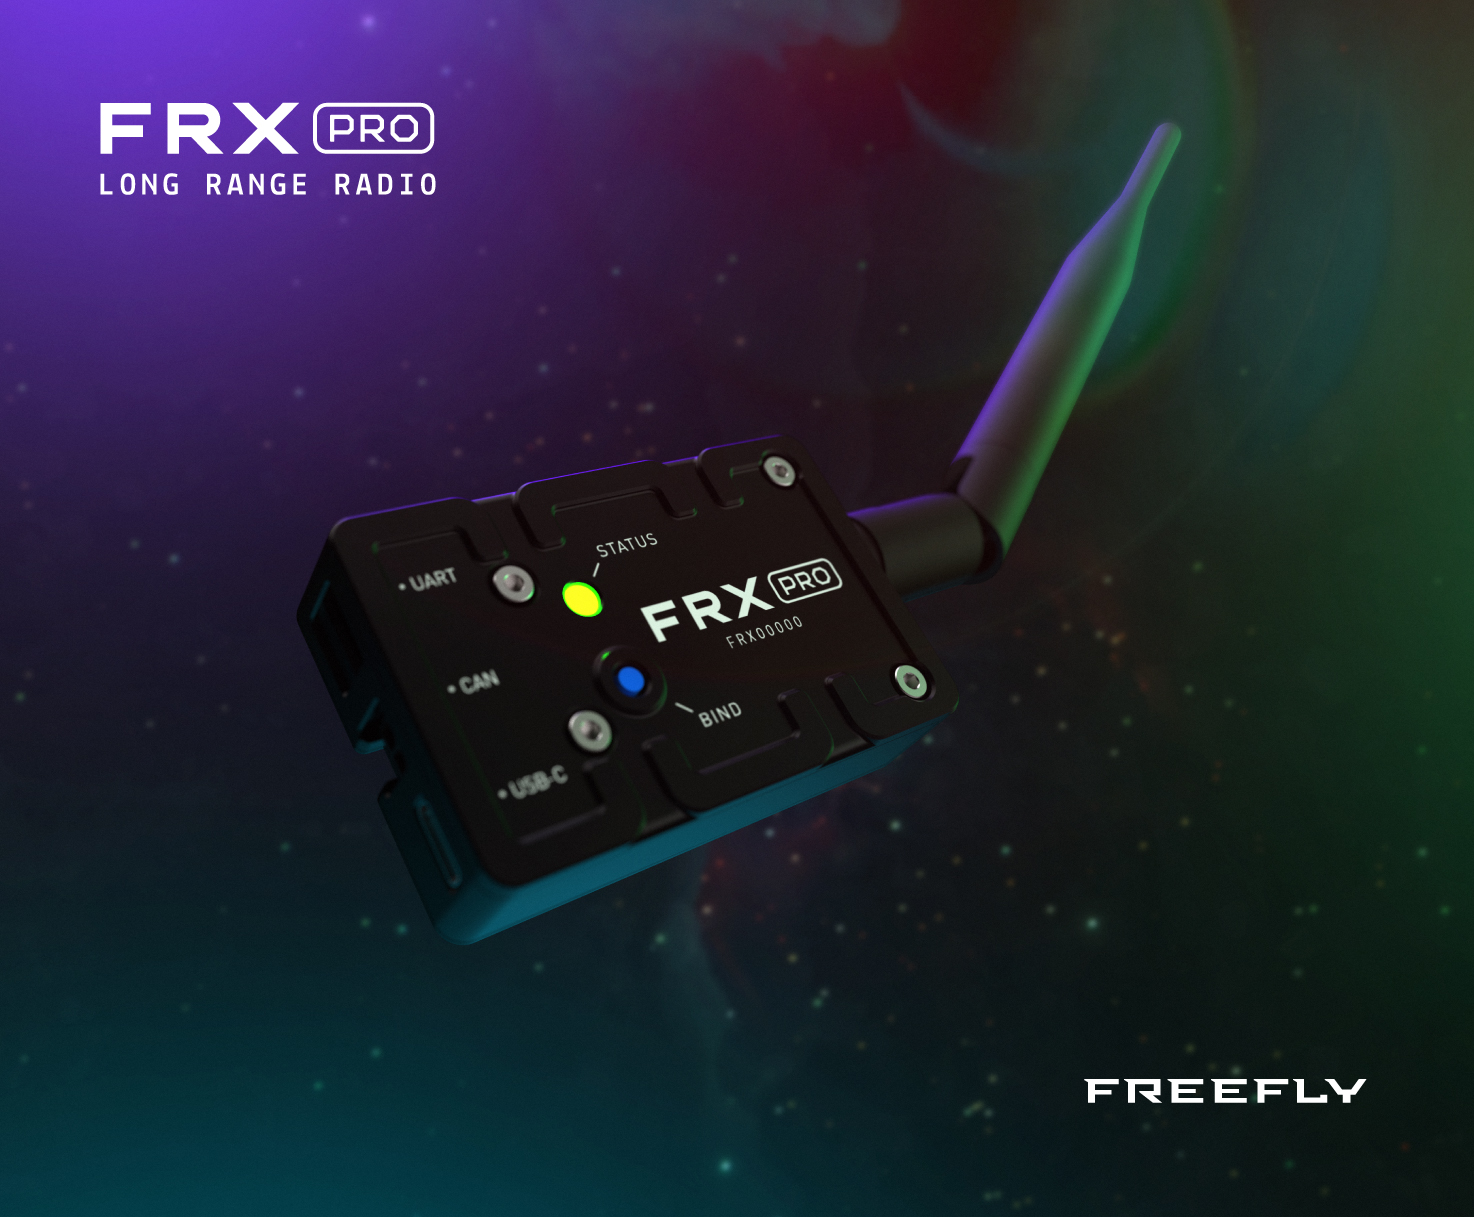 FRX PRO
LONG RANGE RADIO
STATUS
• UART
FRX PRO
FRX00000
• CAN
BIND
• USB-C
FREEFLY